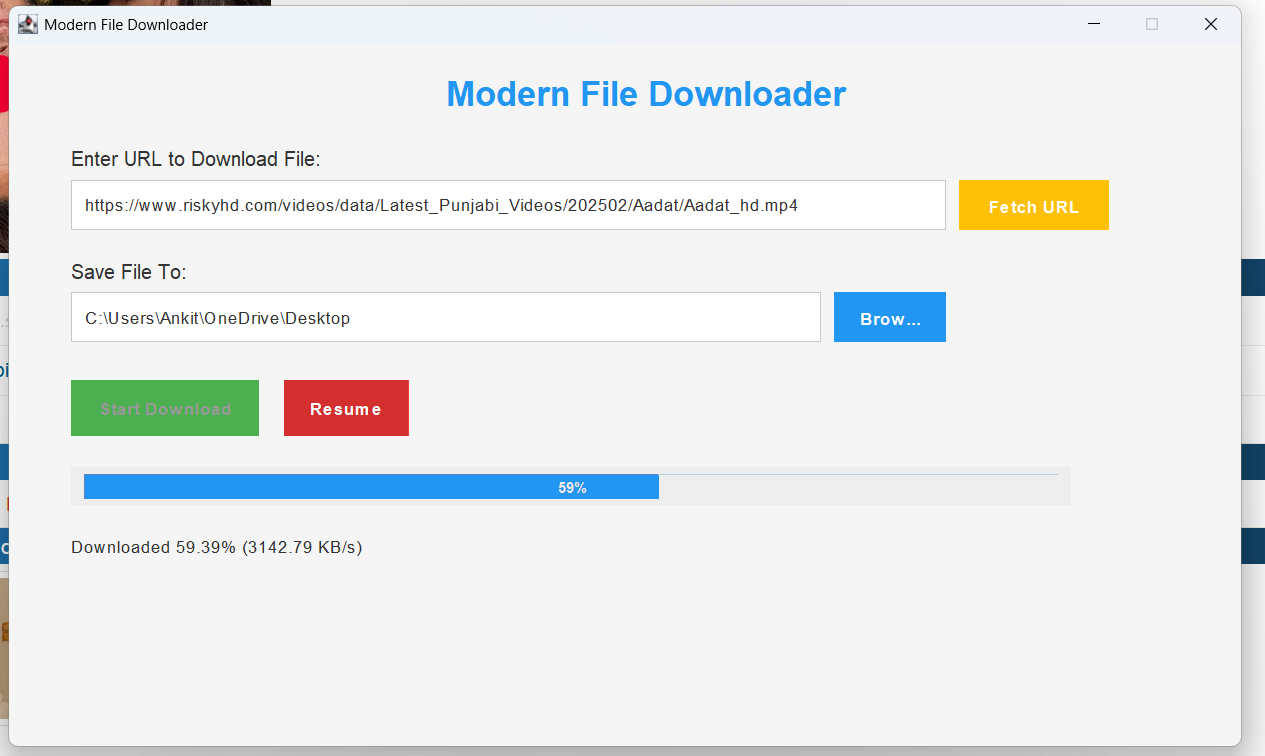 Modern File Downloader
Modern File Downloader
Enter URL to Download File:
https://www.riskyhd.com/videos/data/Latest_Punjabi_Videos/202502/Aadat/Aadat_hd.mp4
Fetch URL
Save File To:
C:\Users\Ankit\OneDrive\Desktop
Brow...
Start Download
Resume
59%
Downloaded 59.39% (3142.79 KB/s)